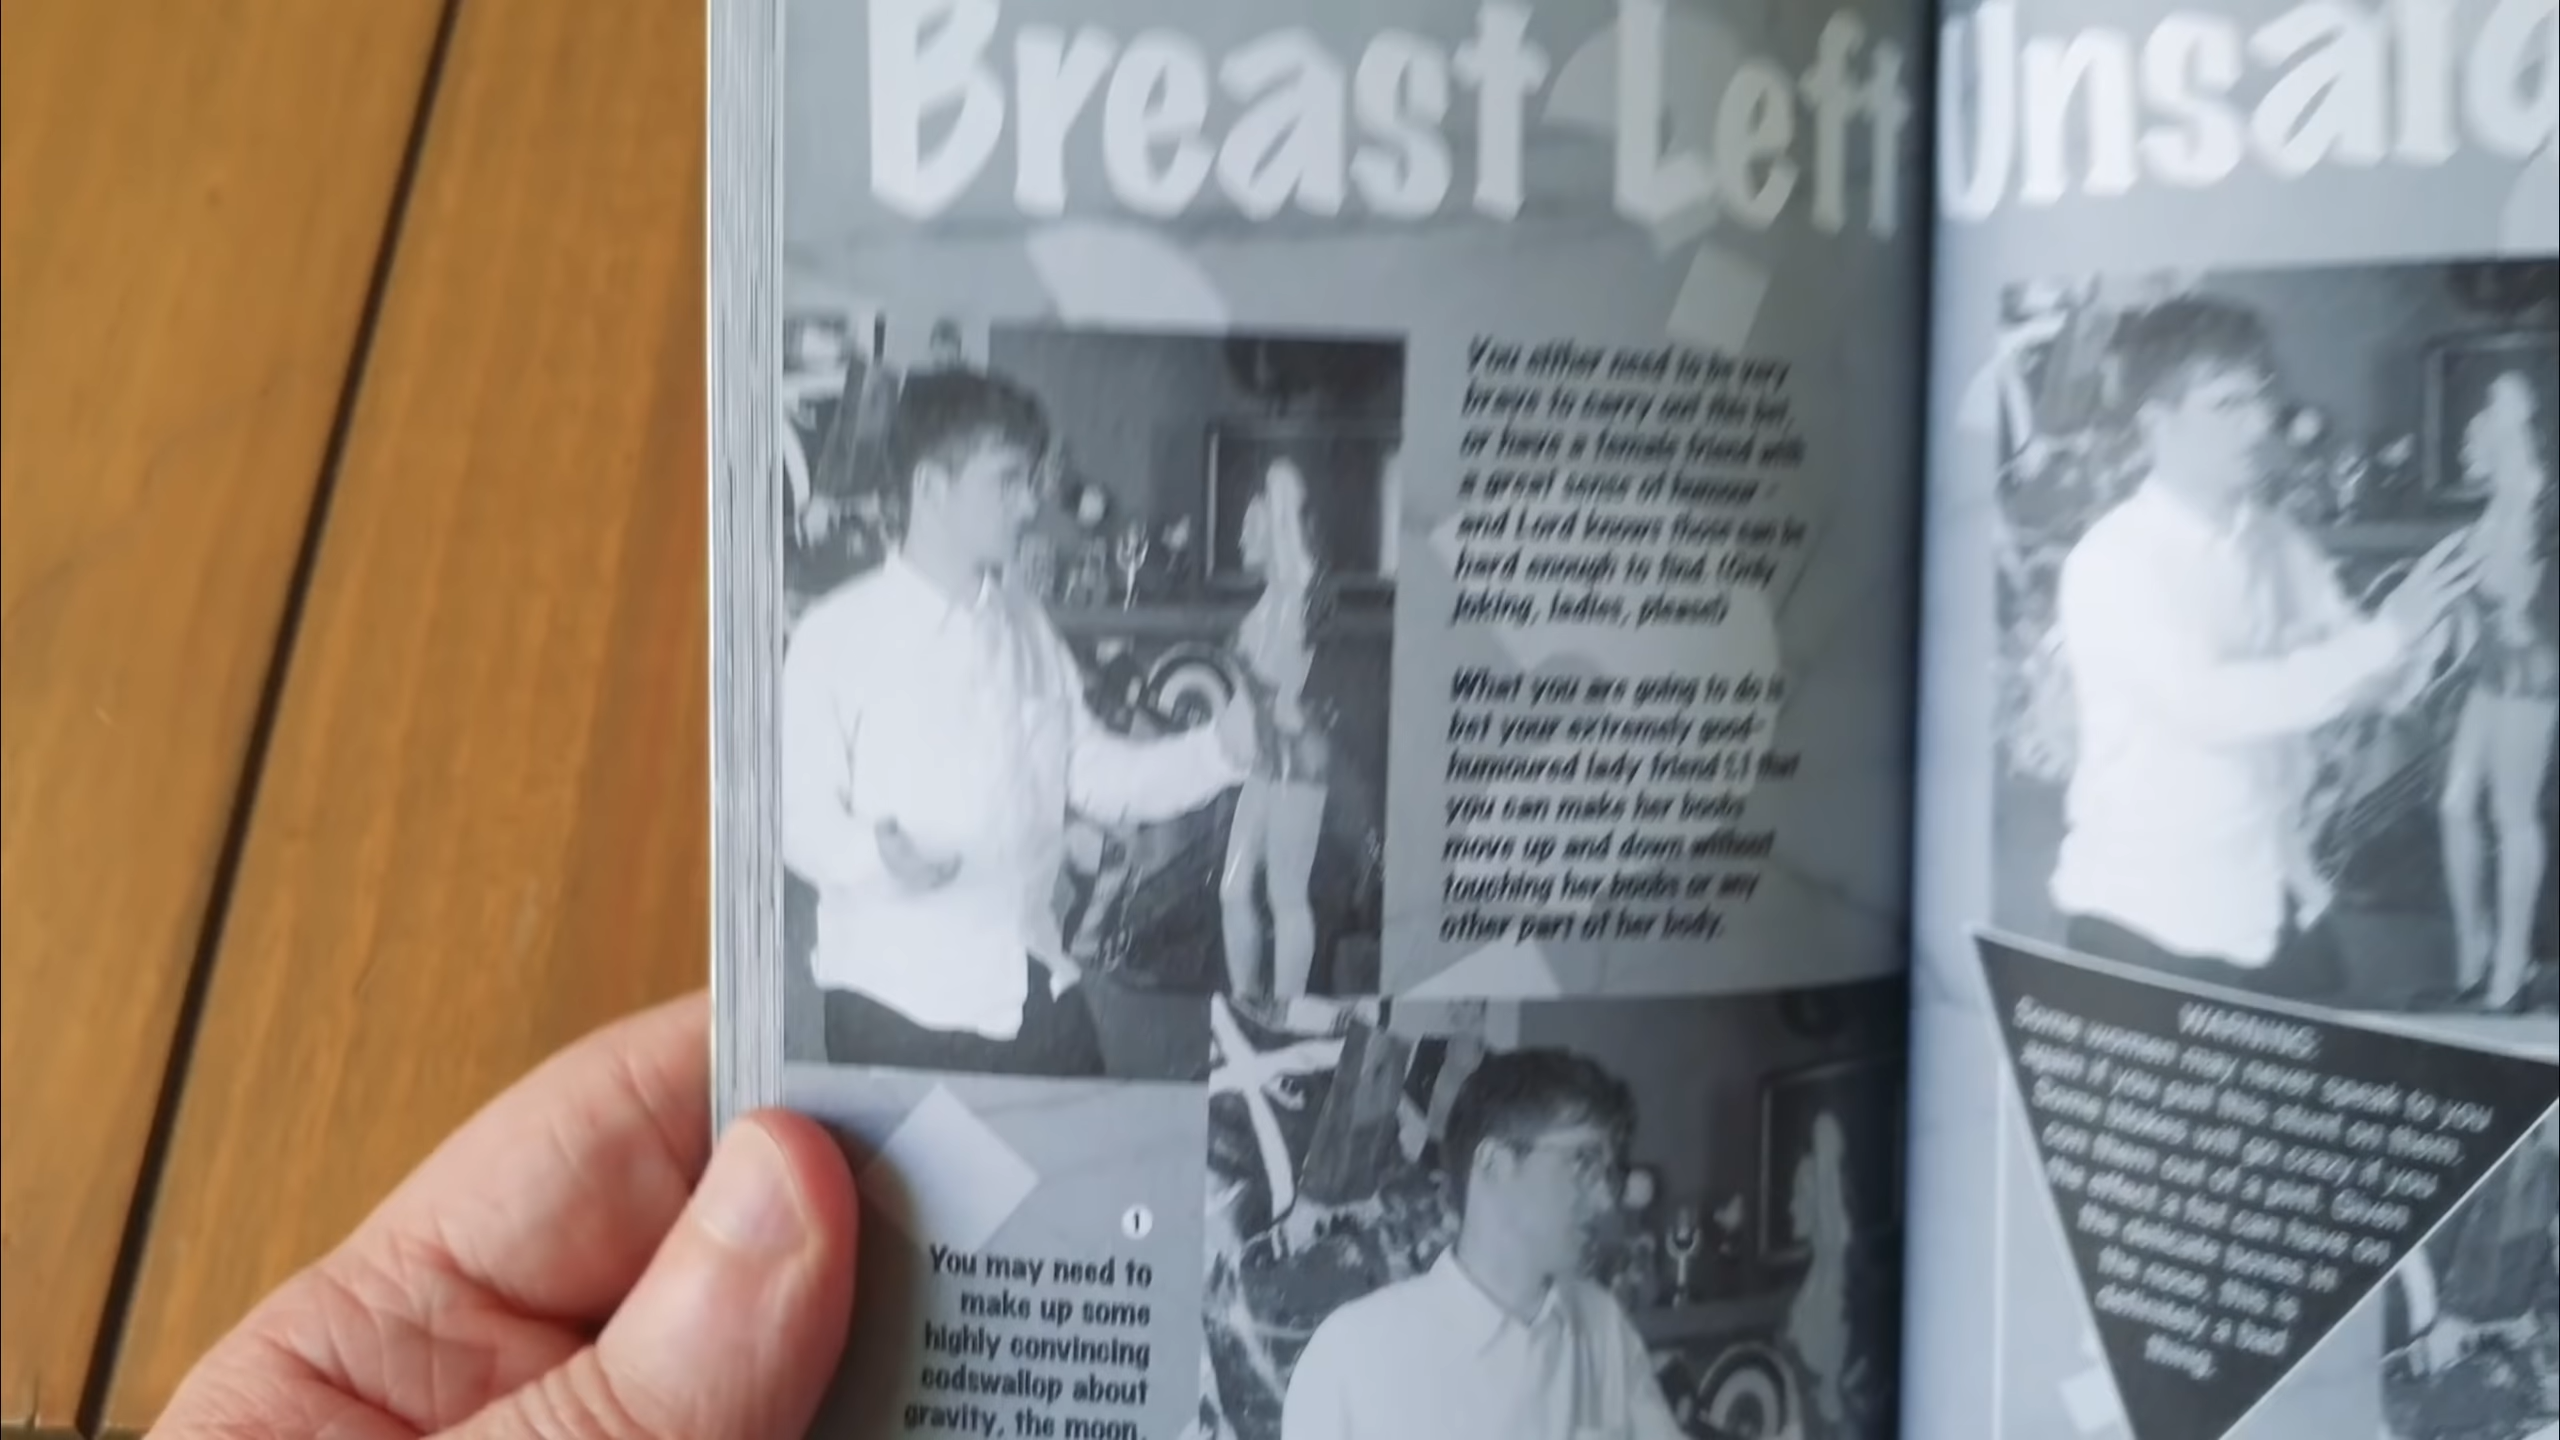 Breast Left Unsaid
You either need to be very
brave to carry out this bet,
or have a female friend with
a great sense of humour -
and Lord knows those can be
hard enough to find. (Only
joking, ladies, please!)
What you are going to do is
bet your extremely good-
humoured lady friend £1 that
you can make her boobs
move up and down without
touching her boobs or any
other part of her body.
1
You may need to
make up some
highly convincing
codswallop about
gravity, the moon,
WARNING:
Some women may never speak to you
again if you pull this stunt on them.
Some blokes will go crazy if you
con them out of a pint. Given
the effect a fist can have on
the delicate bones in
the nose, this is
definitely a bad
thing.